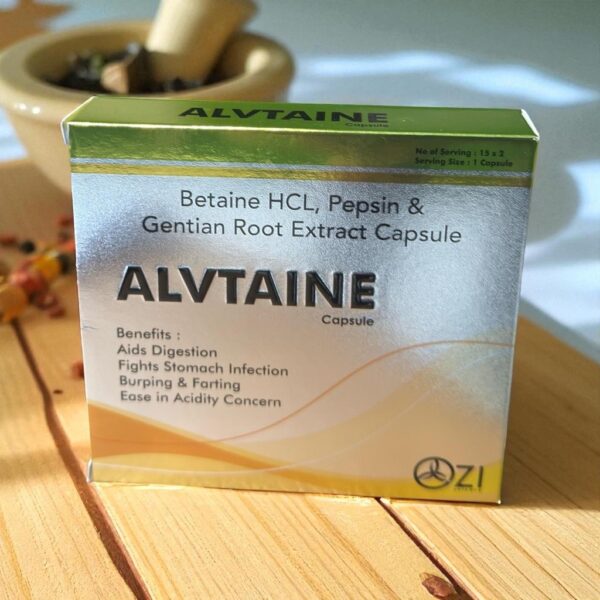 ALVTAINE
Capsule
No of Serving : 15 x 2
Serving Size : 1 Capsule
Betaine HCL, Pepsin &
Gentian Root Extract Capsule
ALVTAINE
Capsule
Benefits :
Aids Digestion
Fights Stomach Infection
Burping & Farting
Ease in Acidity Concern
OZI